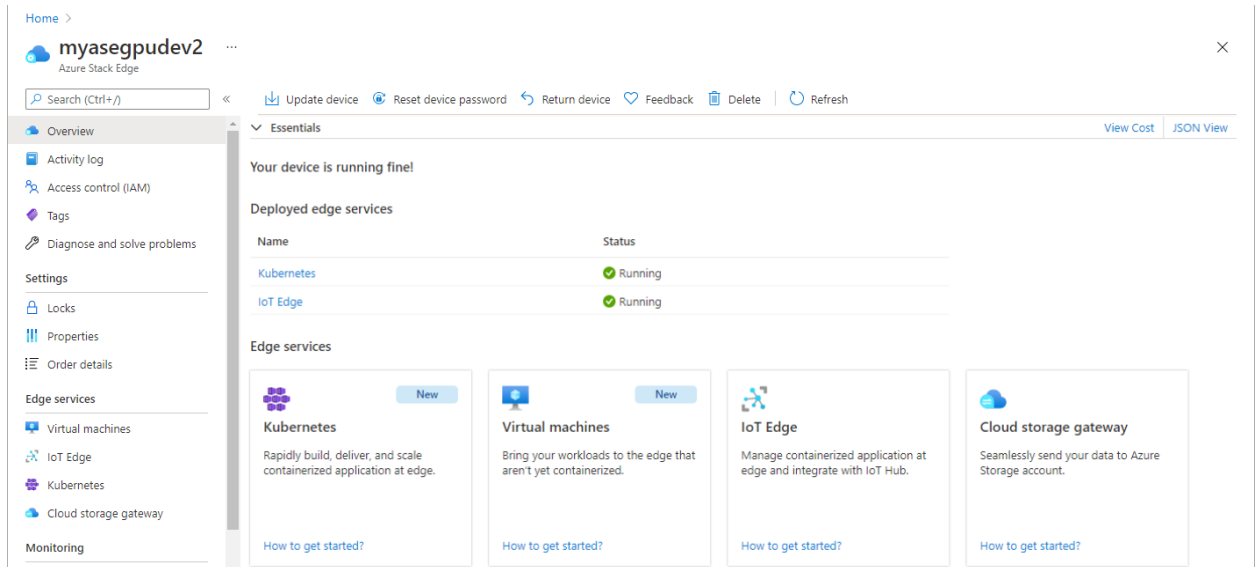 Home >
myasegpudev2 ...
Azure Stack Edge
Search (Ctrl+/)
«
Overview
Activity log
Access control (IAM)
Tags
Diagnose and solve problems
Settings
Locks
Properties
Order details
Edge services
Virtual machines
IoT Edge
Kubernetes
Cloud storage gateway
Monitoring
Update device Reset device password Return device Feedback Delete Refresh
Essentials View Cost JSON View
Your device is running fine!
Deployed edge services
Name Status
Kubernetes Running
IoT Edge Running
Edge services
New
Kubernetes
Rapidly build, deliver, and scale
containerized application at edge.
How to get started?
New
Virtual machines
Bring your workloads to the edge that
aren't yet containerized.
How to get started?
IoT Edge
Manage containerized application at
edge and integrate with IoT Hub.
How to get started?
Cloud storage gateway
Seamlessly send your data to Azure
Storage account.
How to get started?